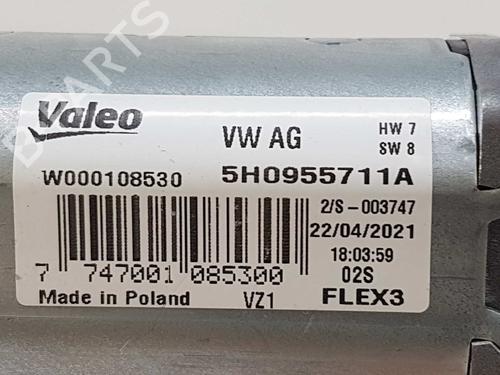 B-PARTS
Valeo
VW AG
HW 7
SW 8
W000108530
5H0955711A
2/S-003747
22/04/2021
18:03:59
7 747001 085300
02S
Made in Poland
VZ1
FLEX3